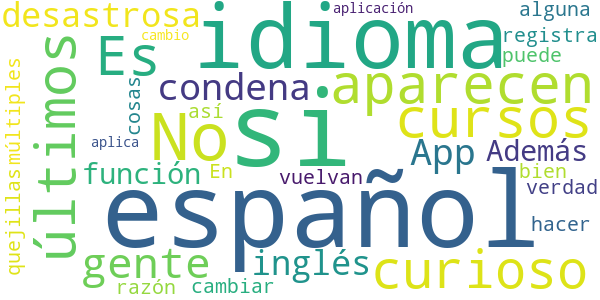 desastrosa
Es
idioma
aplicación
cambio
alguna
registra
puede
condena
aparecen
cosas
así
No
si
cursos
últimos
múltiples
quejillas
aplica
función
En
vuelvan
App
Además
bien
verdad
español
hacer
gente
inglés
curioso
razón
cambiar